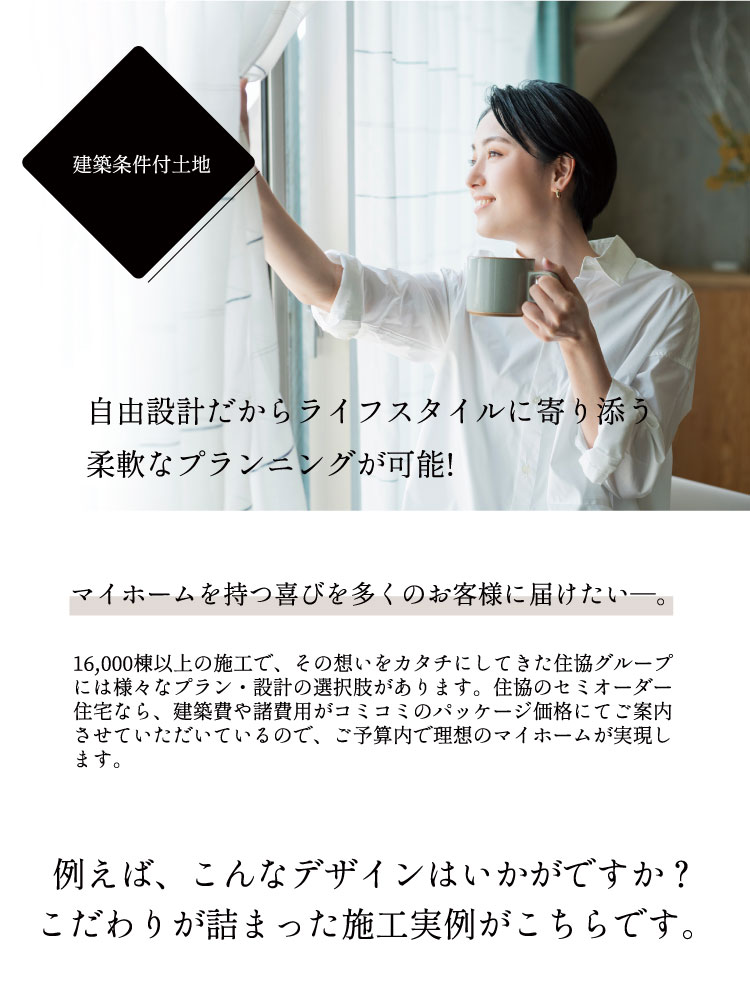 建築条件付土地
自由設計だからライフスタイルに寄り添う
柔軟なプランニングが可能!
マイホームを持つ喜びを多くのお客様に届けたい―。
16,000棟以上の施工で、その想いをカタチにしてきた住協グループ
には様々なプラン・設計の選択肢があります。住協のセミオーダー
住宅なら、建築費や諸費用がコミコミのパッケージ価格にてご案内
させていただいているので、ご予算内で理想のマイホームが実現し
ます。
例えば、こんなデザインはいかがですか？
こだわりが詰まった施工実例がこちらです。